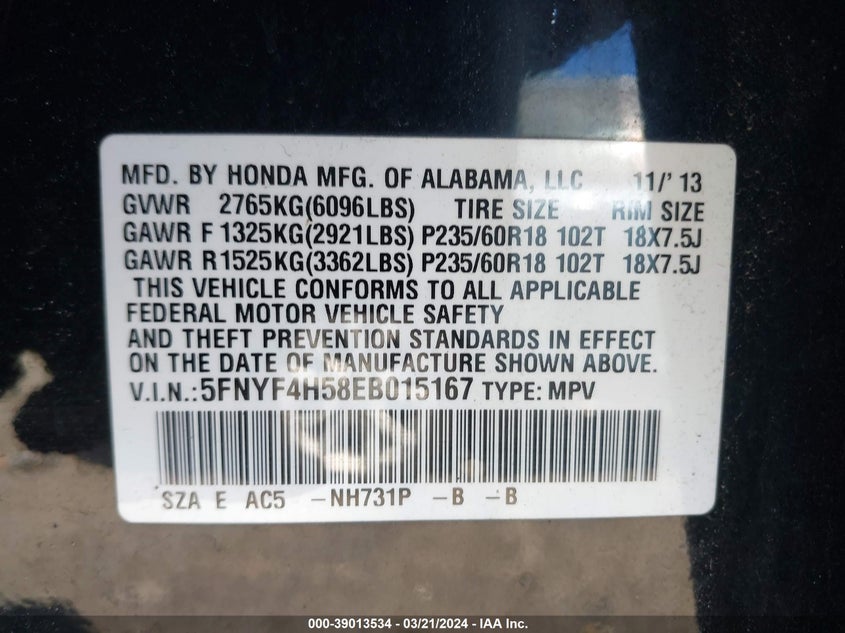 MFD. BY HONDA MFG. OF ALABAMA, LLC 11/'13
GVWR 2765KG(6096LBS) TIRE SIZE RIM SIZE
GAWR F 1325KG(2921LBS) P235/60R18 102T 18X7.5J
GAWR R 1525KG(3362LBS) P235/60R18 102T 18X7.5J
THIS VEHICLE CONFORMS TO ALL APPLICABLE
FEDERAL MOTOR VEHICLE SAFETY
AND THEFT PREVENTION STANDARDS IN EFFECT
ON THE DATE OF MANUFACTURE SHOWN ABOVE.
V.I.N.:5FNYF4H58EB015167 TYPE: MPV
SZA E AC5 –NH731P –B –B
000-39013534 - 03/21/2024 - IAA Inc.